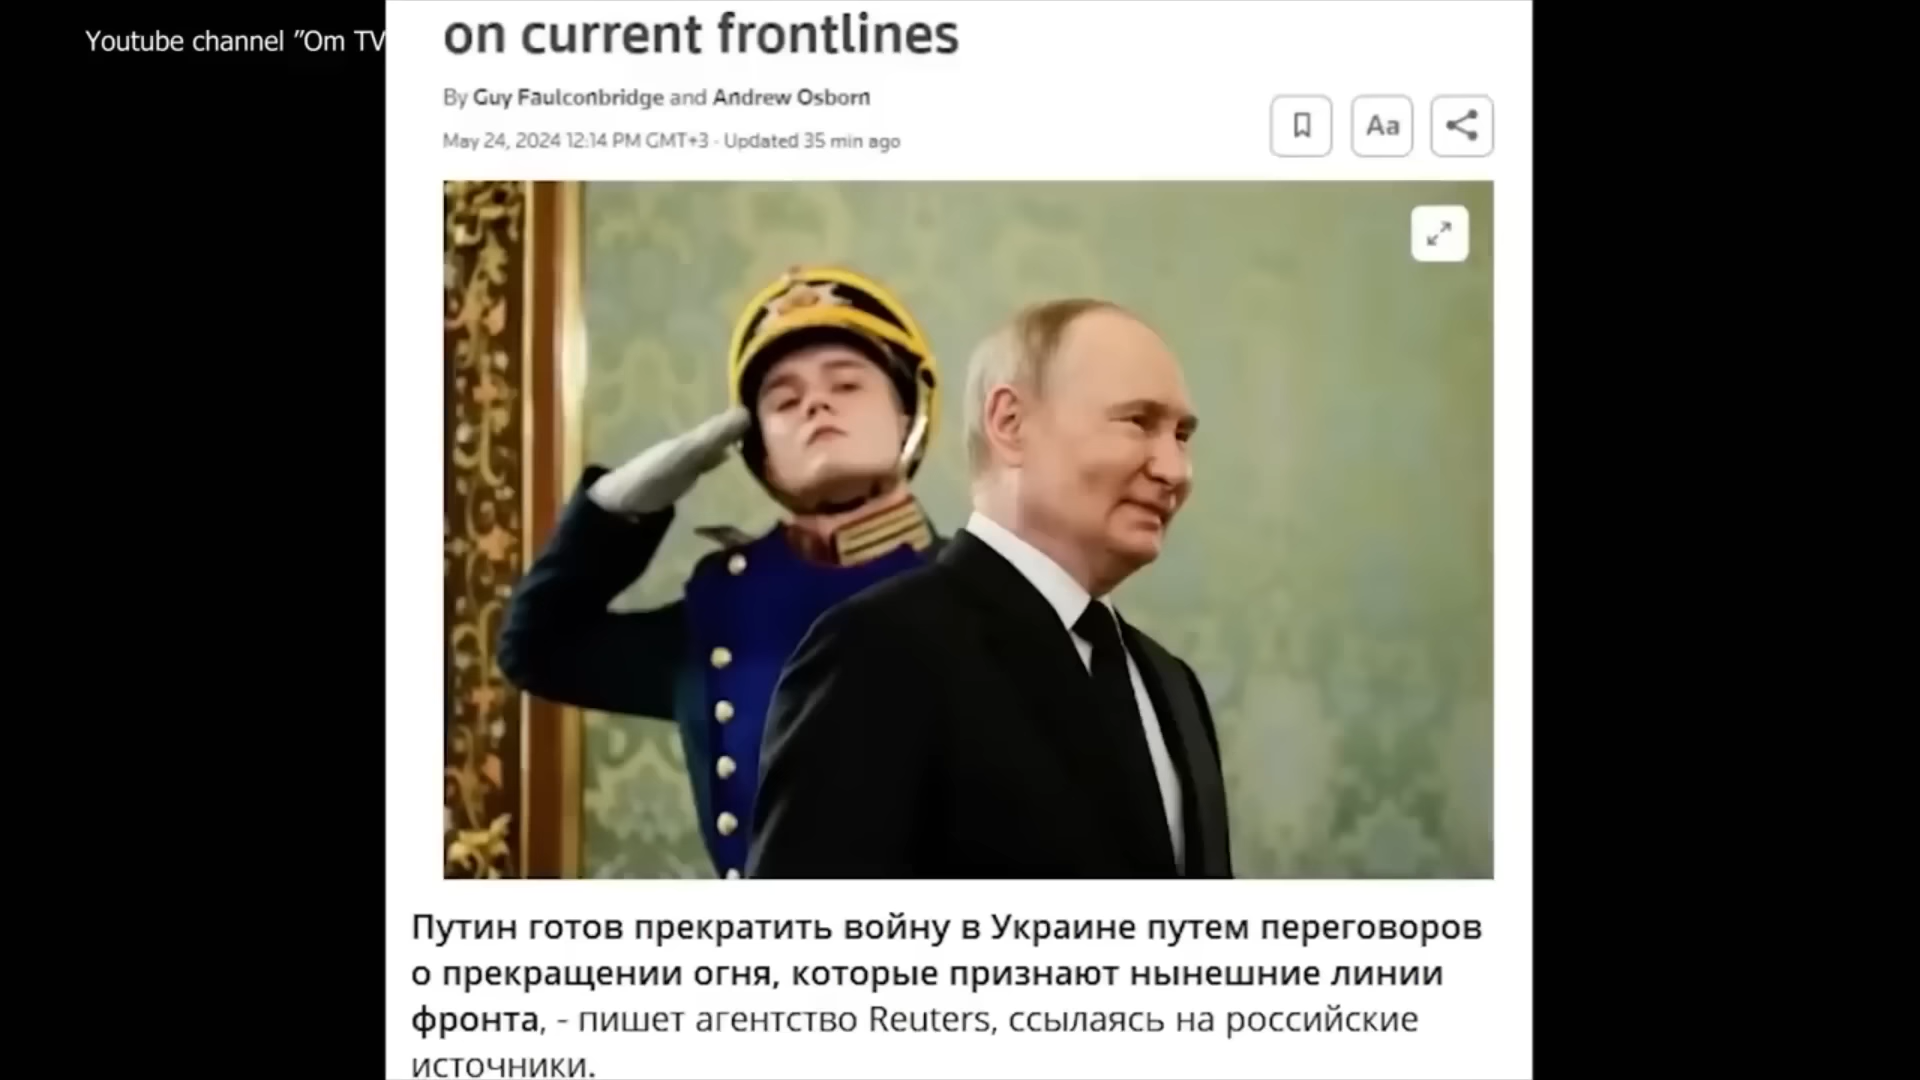 Youtube channel "Om TV
on current frontlines
By Guy Faulconbridge and Andrew Osborn
May 24, 2024 12:14 PM GMT+3 · Updated 35 min ago
Aa
Путин готов прекратить войну в Украине путем переговоров
о прекращении огня, которые признают нынешние линии
фронта, - пишет агентство Reuters, ссылаясь на российские
источники.